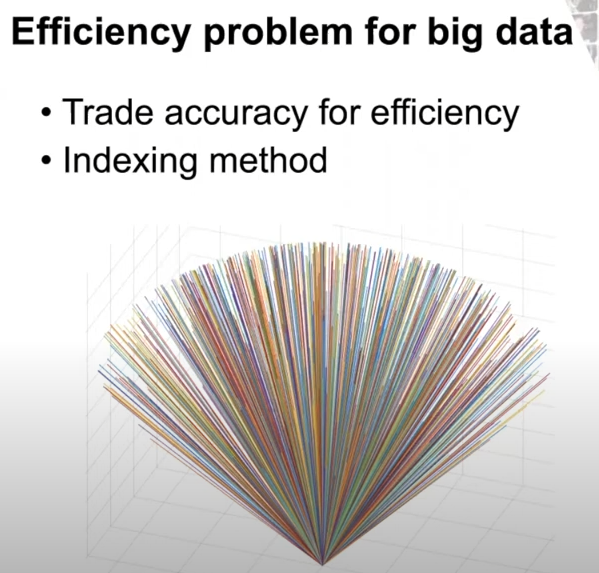 Efficiency problem for big data
• Trade accuracy for efficiency
• Indexing method